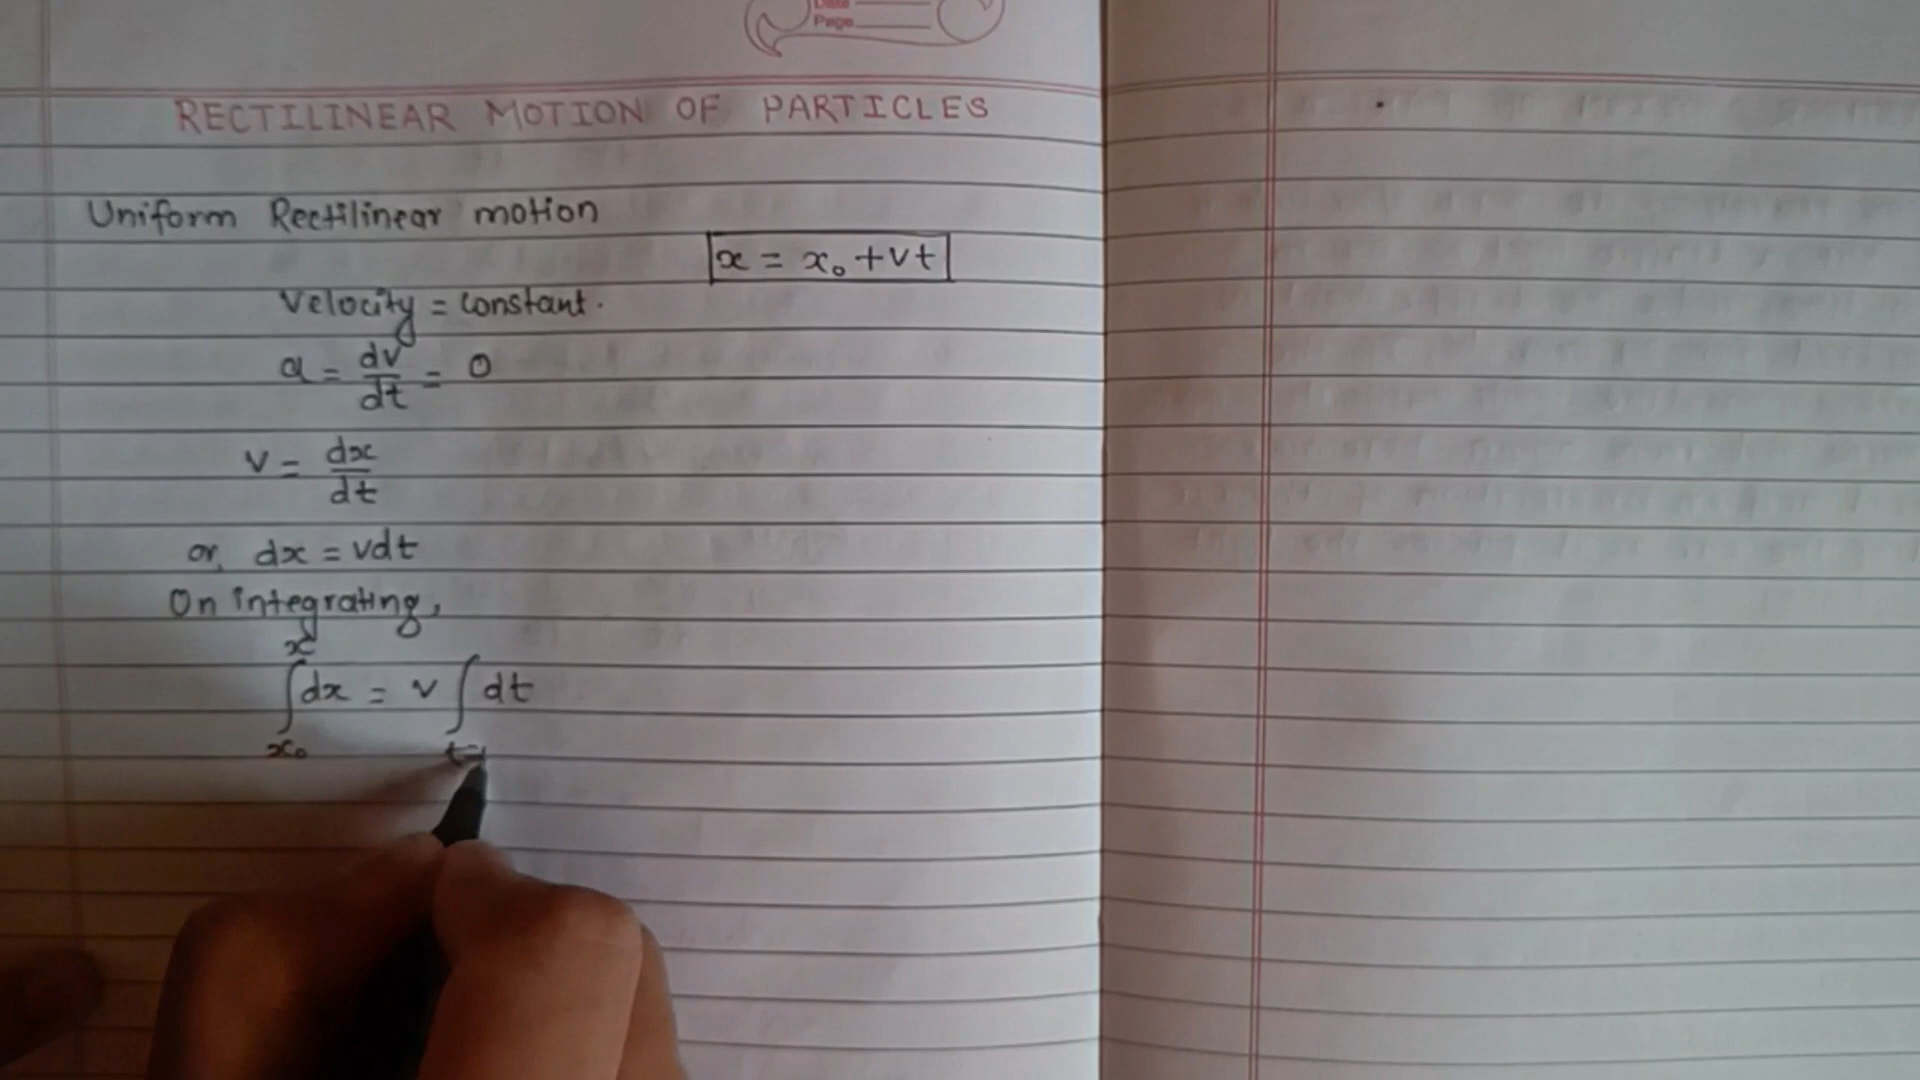 Date
Page
RECTILINEAR MOTION OF PARTICLES
Uniform Rectilinear motion
x = x₀ + vt
Velocity = constant.
a = dv/dt = 0
v = dx/dt
or, dx = vdt
On integrating,
∫ₓ₀ˣ dx = v ∫ dt
t=